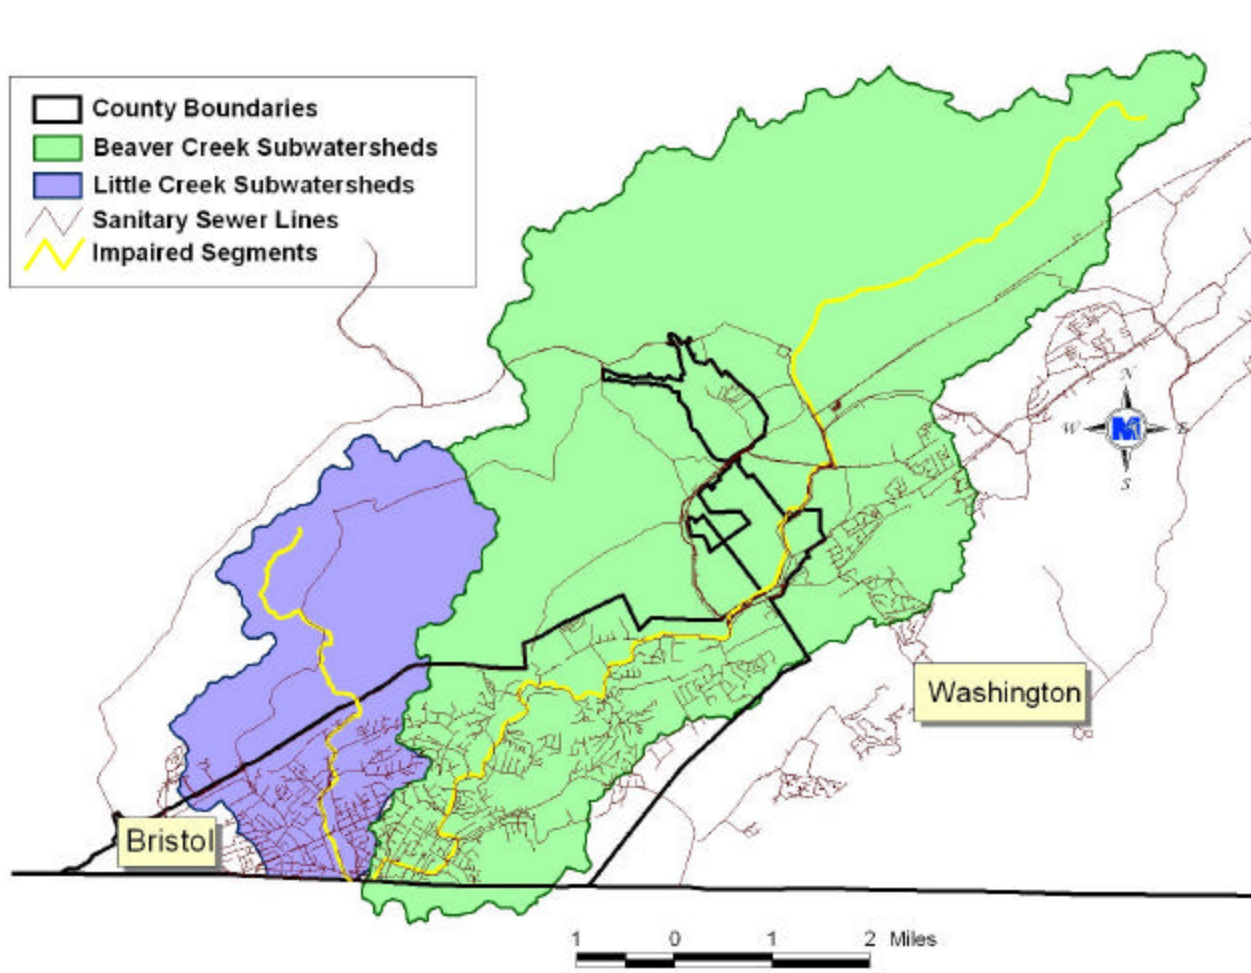 County Boundaries
Beaver Creek Subwatersheds
Little Creek Subwatersheds
Sanitary Sewer Lines
Impaired Segments
N
W
E
S
Washington
Bristol
1 0 1 2 Miles